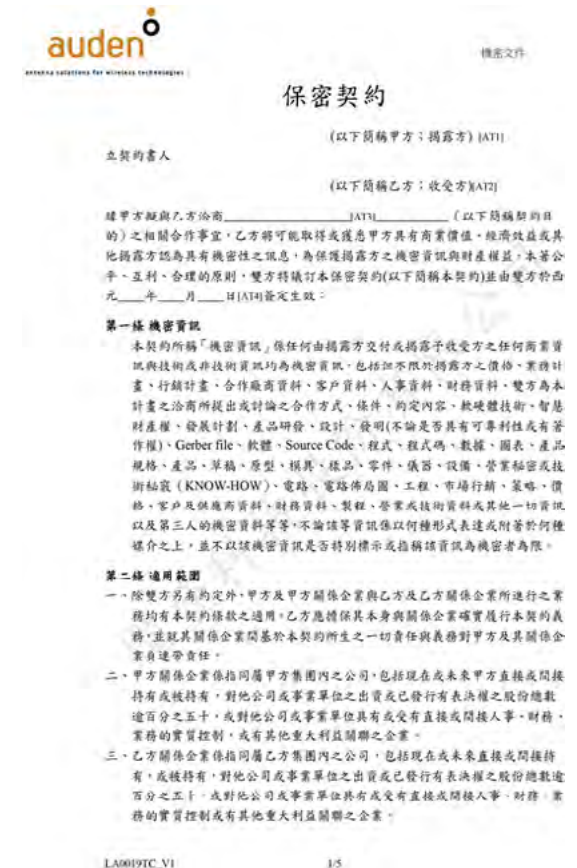 auden
antenna solutions for wireless technologies
機密文件
保密契約
(以下簡稱甲方；揭露方) [AT1]
立契約書人
(以下簡稱乙方；收受方)[AT2]
緣甲方擬與乙方洽商____________[AT3]____________（以下簡稱契約目
的）之相關合作事宜，乙方將可能取得或獲悉甲方具有商業價值、經濟效益或其
他揭露方認為具有機密性之訊息，為保護揭露方之機密資訊與財產權益，本著公
平、互利、合理的原則，雙方特議訂本保密契約(以下簡稱本契約)並由雙方於西
元____年____月____日[AT4]簽定生效：
第一條 機密資訊
本契約所稱「機密資訊」係任何由揭露方交付或揭露予收受方之任何商業資
訊與技術或非技術資訊均為機密資訊，包括但不限於揭露方之價格、業務計
畫、行銷計畫、合作廠商資料、客戶資料、人事資料、財務資料、雙方為本
計畫之洽商所提出或討論之合作方式、條件、約定內容、軟硬體技術、智慧
財產權、發展計劃、產品研發、設計、發明(不論是否具有可專利性或有著
作權)、Gerber file、軟體、Source Code、程式、程式碼、數據、圖表、產品
規格、產品、草稿、原型、模具、樣品、零件、儀器、設備、營業秘密或技
術秘竅（KNOW-HOW）、電路、電路佈局圖、工程、市場行銷、策略、價
格、客戶及供應商資料、財務資料、製程、營業或技術資料或其他一切資訊
以及第三人的機密資料等等，不論該等資訊係以何種形式表達或附著於何種
媒介之上，並不以該機密資訊是否特別標示或指稱該資訊為機密者為限。
第二條 適用範圍
一、除雙方另有約定外，甲方及甲方關係企業與乙方及乙方關係企業所進行之業
務均有本契約條款之適用。乙方應擔保其本身與關係企業確實履行本契約義
務，並就其關係企業間基於本契約所生之一切責任與義務對甲方及其關係企
業負連帶責任。
二、甲方關係企業係指同屬甲方集團內之公司，包括現在或未來甲方直接或間接
持有或被持有，對他公司或事業單位之出資或已發行有表決權之股份總數
逾百分之五十，或對他公司或事業單位具有或受有直接或間接人事、財務、
業務的實質控制，或有其他重大利益關聯之企業。
三、乙方關係企業係指同屬乙方集團內之公司，包括現在或未來直接或間接持
有，或被持有，對他公司或事業單位之出資或已發行有表決權之股份總數逾
百分之五十，或對他公司或事業單位具有或受有直接或間接人事、財務、業
務的實質控制或有其他重大利益關聯之企業。
LA0019TC_V1
1/5